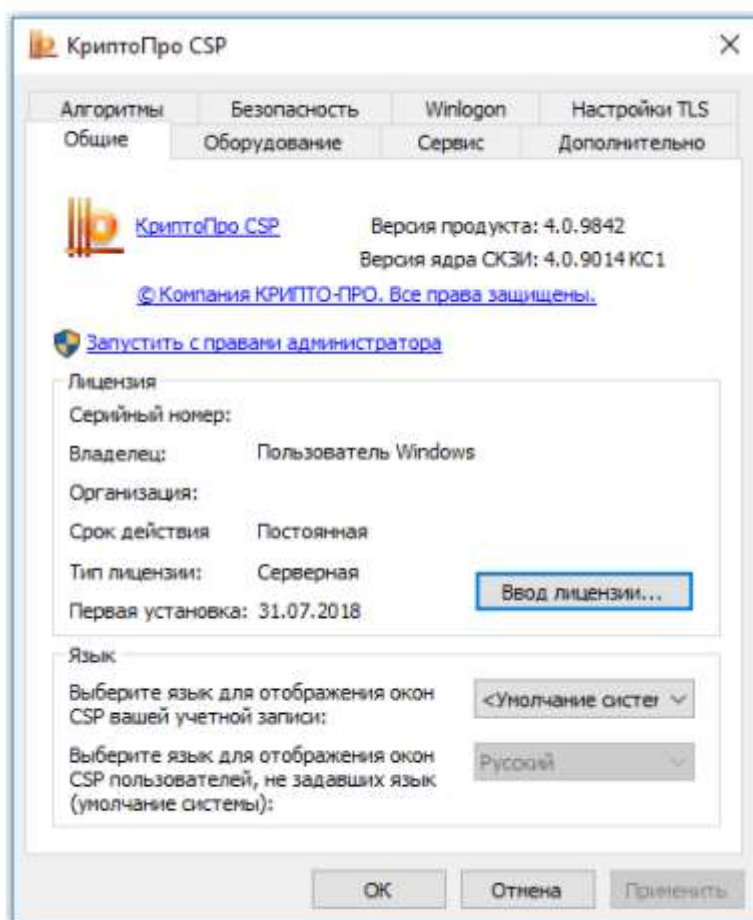 КриптоПро CSP
Алгоритмы Безопасность Winlogon Настройки TLS
Общие Оборудование Сервис Дополнительно
КриптоПро CSP Версия продукта: 4.0.9842
Версия ядра СКЗИ: 4.0.9014 КС1
© Компания КРИПТО-ПРО. Все права защищены.
Запустить с правами администратора
Лицензия
Серийный номер:
Владелец: Пользователь Windows
Организация:
Срок действия Постоянная
Тип лицензии: Серверная
Ввод лицензии...
Первая установка: 31.07.2018
Язык
Выберите язык для отображения окон
CSP вашей учетной записи:
<Умолчание систег
Выберите язык для отображения окон
CSP пользователей, не задавших язык
(умолчание системы):
Русский
ОК Отмена Применить